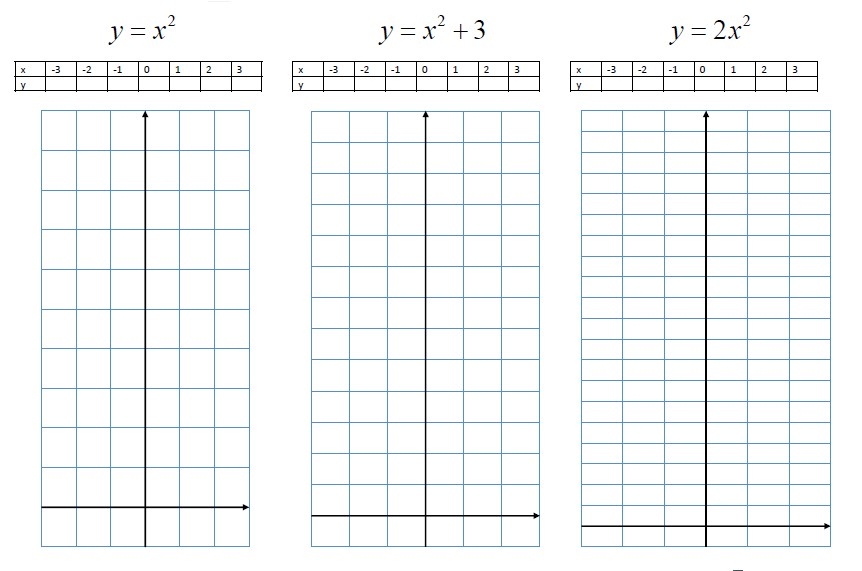 y = x² y = x² + 3 y = 2x²
x -3 -2 -1 0 1 2 3 x -3 -2 -1 0 1 2 3 x -3 -2 -1 0 1 2 3
y y y